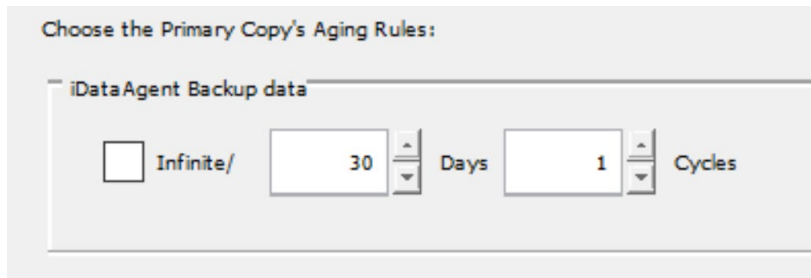 Choose the Primary Copy's Aging Rules:
iDataAgent Backup data
Infinite/ 30 Days 1 Cycles